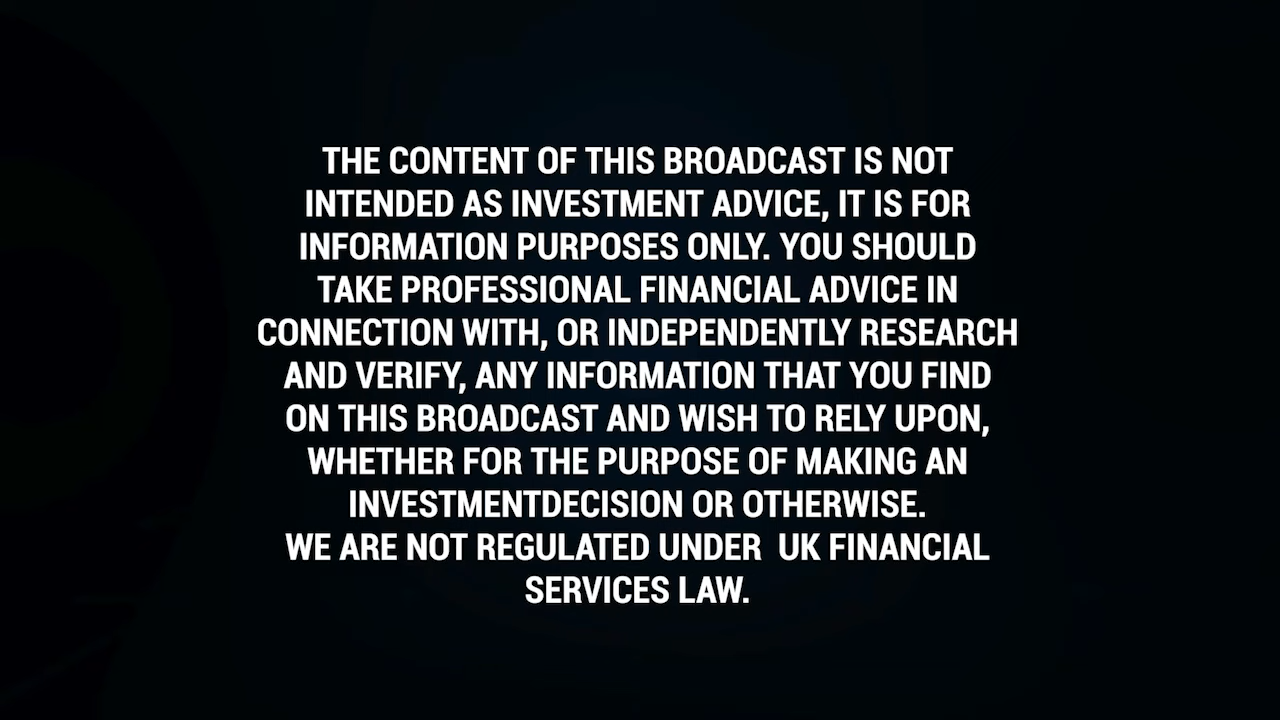 THE CONTENT OF THIS BROADCAST IS NOT
INTENDED AS INVESTMENT ADVICE, IT IS FOR
INFORMATION PURPOSES ONLY. YOU SHOULD
TAKE PROFESSIONAL FINANCIAL ADVICE IN
CONNECTION WITH, OR INDEPENDENTLY RESEARCH
AND VERIFY, ANY INFORMATION THAT YOU FIND
ON THIS BROADCAST AND WISH TO RELY UPON,
WHETHER FOR THE PURPOSE OF MAKING AN
INVESTMENTDECISION OR OTHERWISE.
WE ARE NOT REGULATED UNDER  UK FINANCIAL
SERVICES LAW.